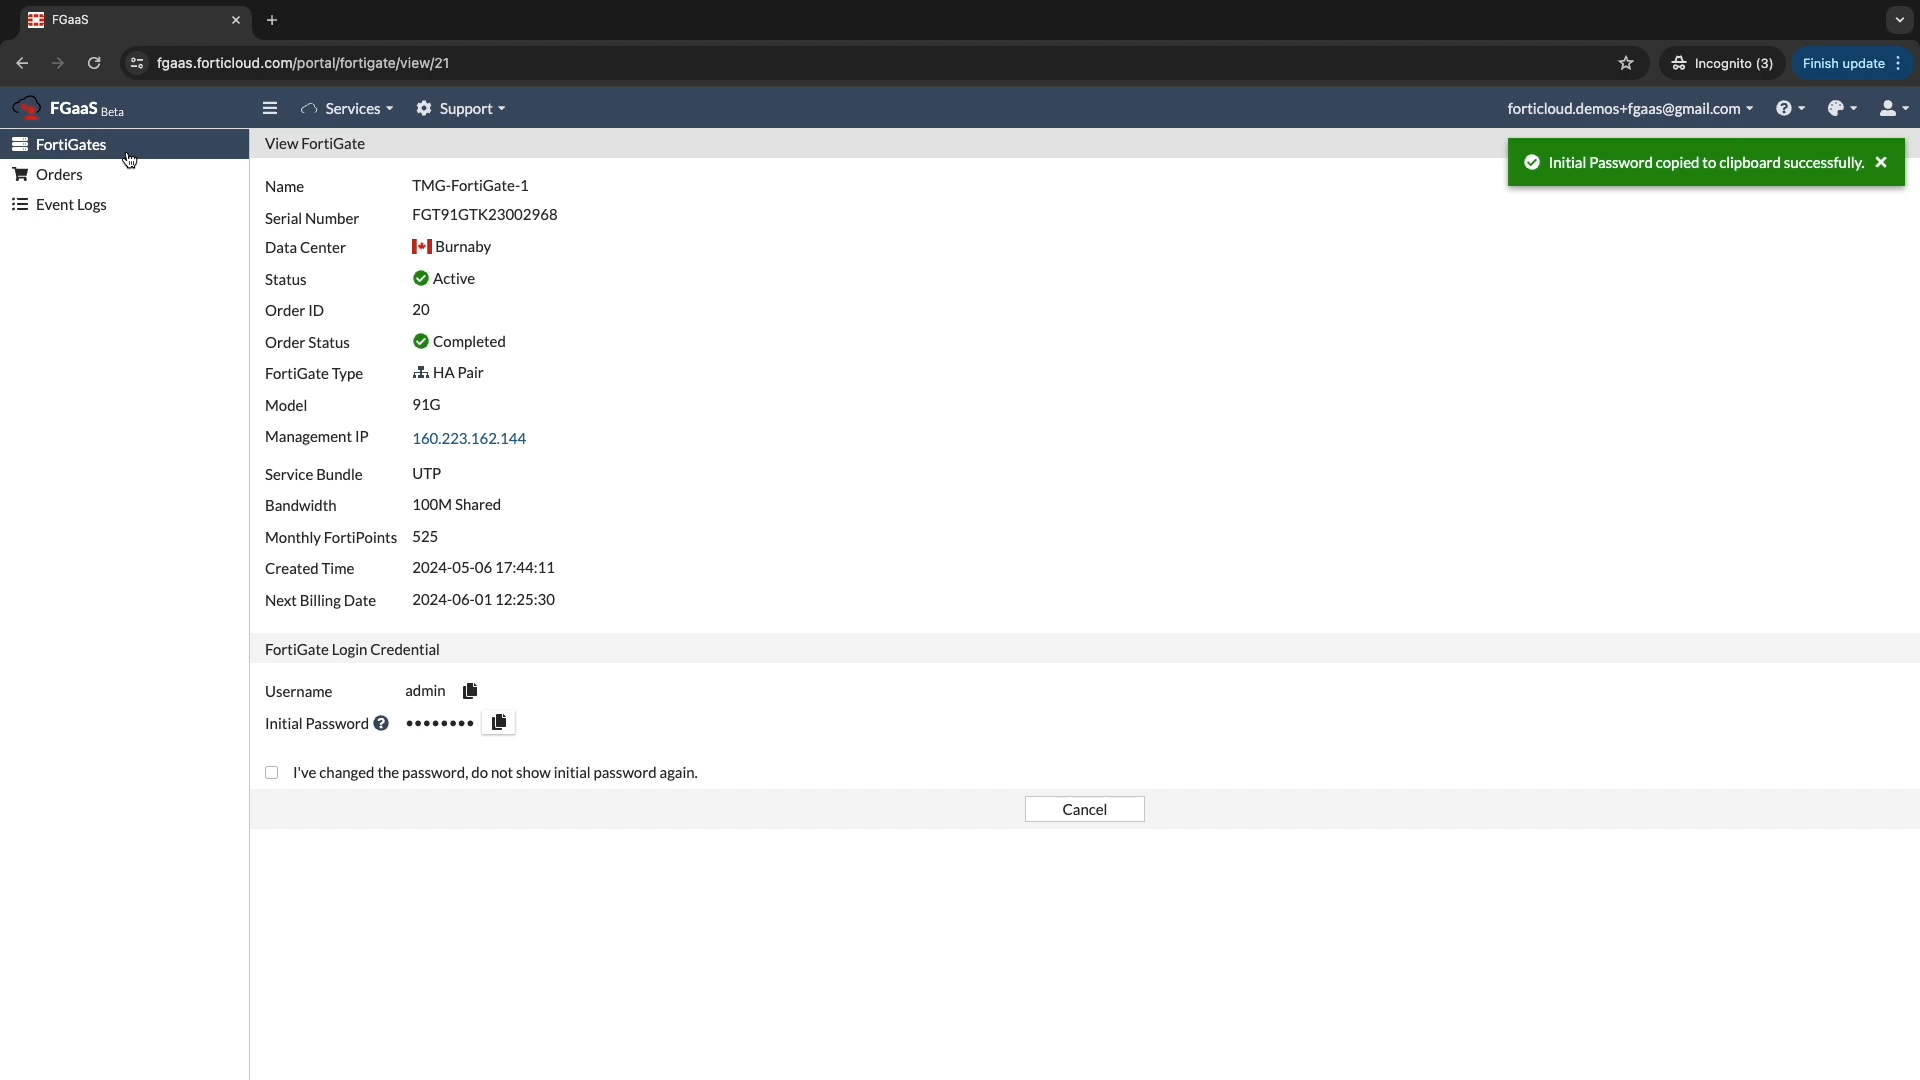 FGaaS
fgaas.forticloud.com/portal/fortigate/view/21
Incognito (3)
Finish update
FGaaS Beta
Services
Support
forticloud.demos+fgaas@gmail.com
FortiGates
Orders
Event Logs
View FortiGate
Initial Password copied to clipboard successfully.
Name TMG-FortiGate-1
Serial Number FGT91GTK23002968
Data Center Burnaby
Status Active
Order ID 20
Order Status Completed
FortiGate Type HA Pair
Model 91G
Management IP 160.223.162.144
Service Bundle UTP
Bandwidth 100M Shared
Monthly FortiPoints 525
Created Time 2024-05-06 17:44:11
Next Billing Date 2024-06-01 12:25:30
FortiGate Login Credential
Username admin
Initial Password ••••••••
I've changed the password, do not show initial password again.
Cancel